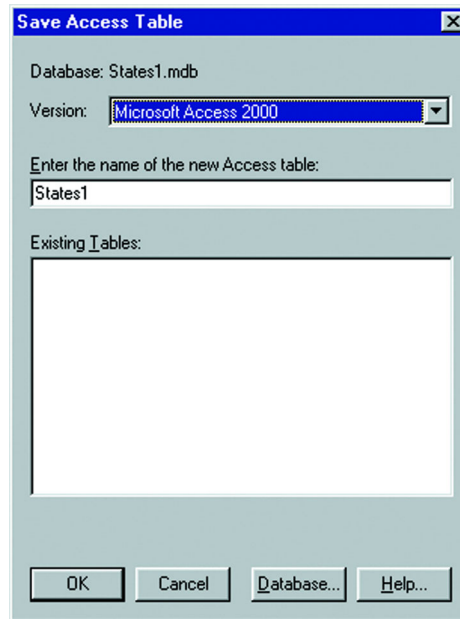 Save Access Table
Database: States1.mdb
Version: Microsoft Access 2000
Enter the name of the new Access table:
States1
Existing Tables:
OK Cancel Database... Help...